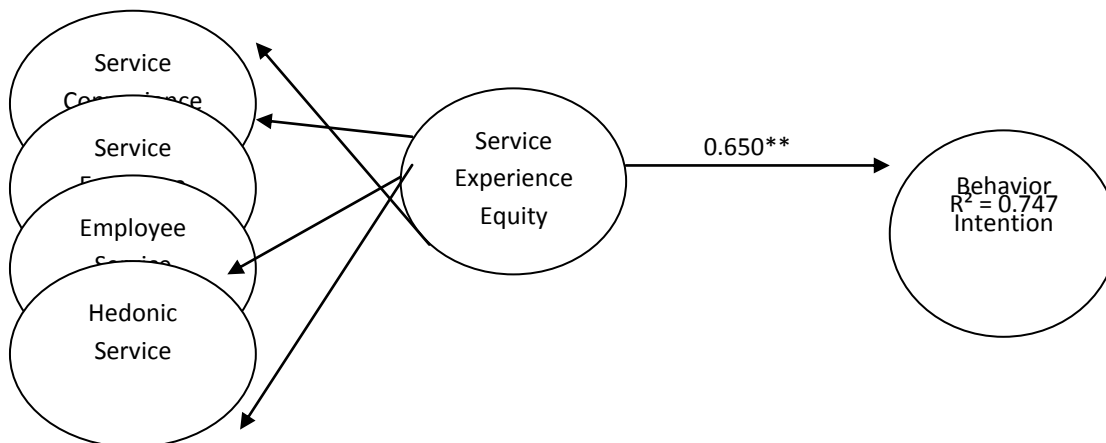 Service
Service
Employee
Hedonic
Service
Service
Experience
Equity
0.650**
Behavior
R² = 0.747
Intention